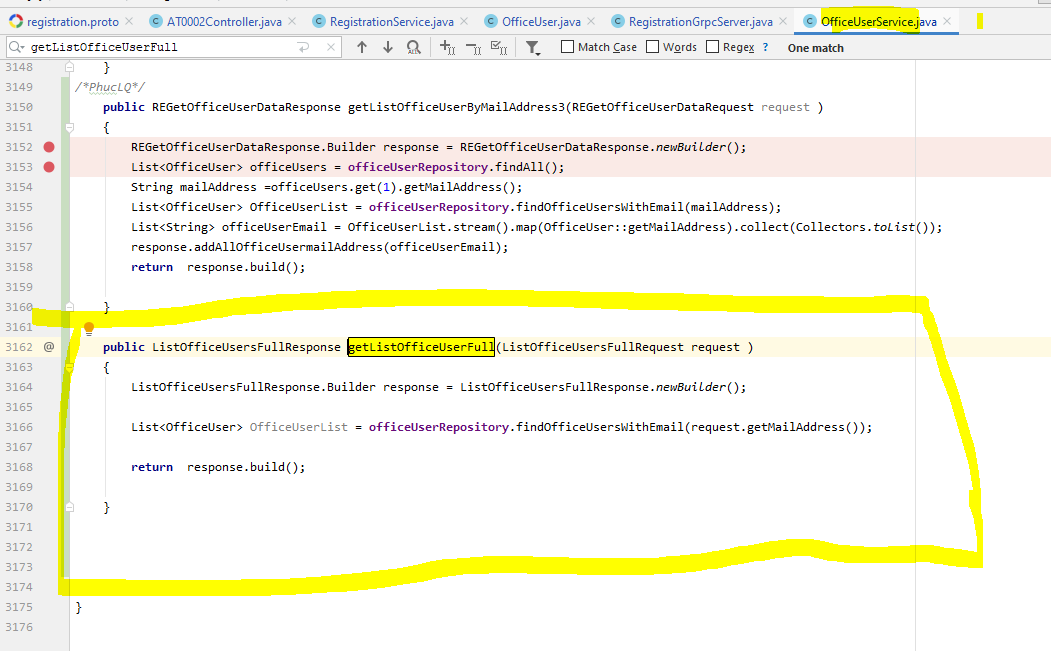 registration.proto AT0002Controller.java RegistrationService.java OfficeUser.java RegistrationGrpcServer.java OfficeUserService.java
getListOfficeUserFull Match Case Words Regex ? One match
3148 }
3149 /*PhucLQ*/
3150 public REGetOfficeUserDataResponse getListOfficeUserByMailAddress3(REGetOfficeUserDataRequest request )
3151 {
3152 REGetOfficeUserDataResponse.Builder response = REGetOfficeUserDataResponse.newBuilder();
3153 List<OfficeUser> officeUsers = officeUserRepository.findAll();
3154 String mailAddress =officeUsers.get(1).getMailAddress();
3155 List<OfficeUser> OfficeUserList = officeUserRepository.findOfficeUsersWithEmail(mailAddress);
3156 List<String> officeUserEmail = OfficeUserList.stream().map(OfficeUser::getMailAddress).collect(Collectors.toList());
3157 response.addAllOfficeUsermailAddress(officeUserEmail);
3158 return response.build();
3159
3160 }
3161
3162 @ public ListOfficeUsersFullResponse getListOfficeUserFull(ListOfficeUsersFullRequest request )
3163 {
3164 ListOfficeUsersFullResponse.Builder response = ListOfficeUsersFullResponse.newBuilder();
3165
3166 List<OfficeUser> OfficeUserList = officeUserRepository.findOfficeUsersWithEmail(request.getMailAddress());
3167
3168 return response.build();
3169
3170 }
3171
3172
3173
3174
3175 }
3176